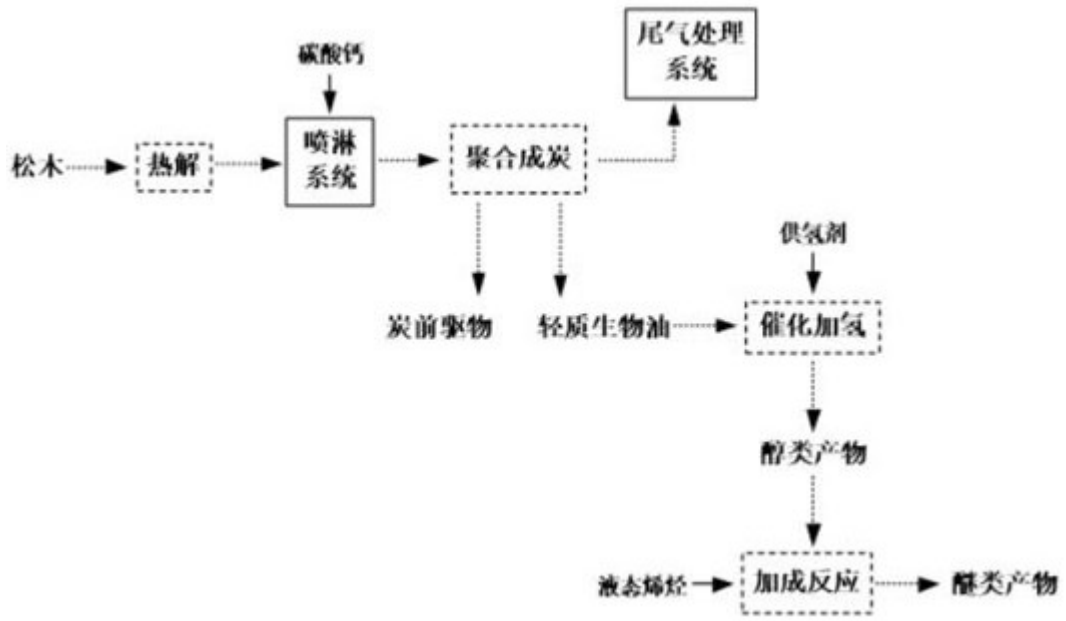 尾气处理
系统
碳酸钙
喷淋
系统
松木
热解
聚合成炭
供氢剂
炭前驱物
轻质生物油
催化加氢
醇类产物
液态烯烃
加成反应
醚类产物